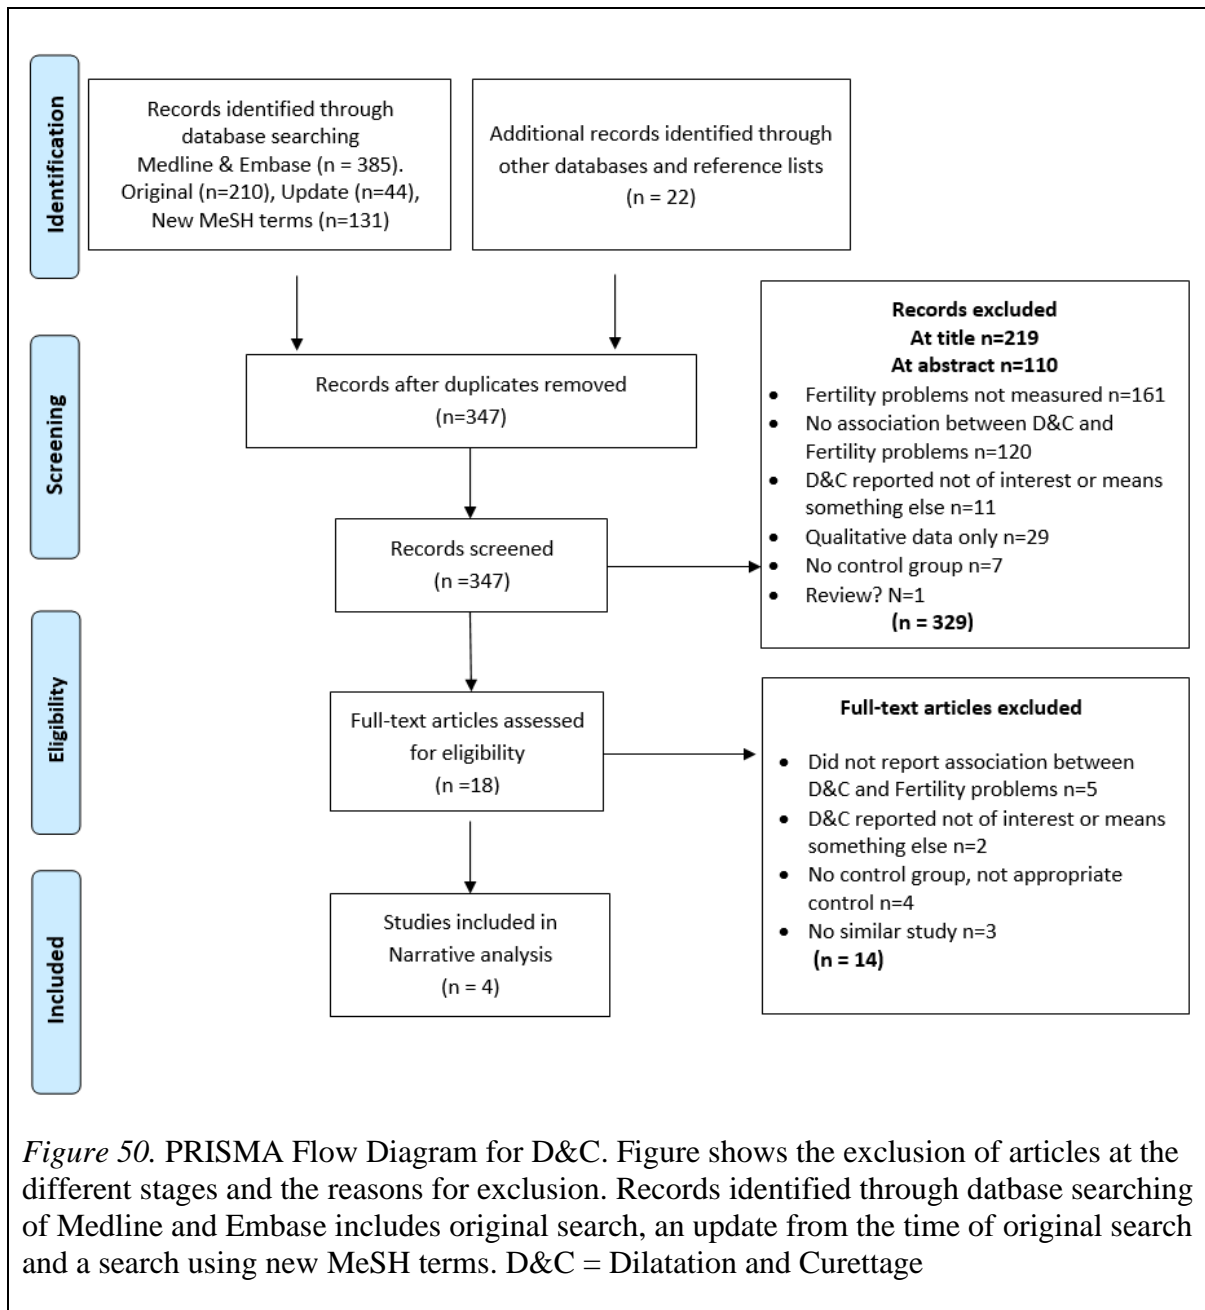 Identification
Records identified through
database searching
Medline & Embase (n = 385).
Original (n=210), Update (n=44),
New MeSH terms (n=131)
Additional records identified through
other databases and reference lists
(n = 22)
Screening
Records after duplicates removed
(n=347)
Records screened
(n =347)
Records excluded
At title n=219
At abstract n=110
• Fertility problems not measured n=161
• No association between D&C and
Fertility problems n=120
• D&C reported not of interest or means
something else n=11
• Qualitative data only n=29
• No control group n=7
• Review? N=1
(n = 329)
Eligibility
Full-text articles assessed
for eligibility
(n =18)
Full-text articles excluded
• Did not report association between
D&C and Fertility problems n=5
• D&C reported not of interest or means
something else n=2
• No control group, not appropriate
control n=4
• No similar study n=3
(n = 14)
Included
Studies included in
Narrative analysis
(n = 4)
Figure 50. PRISMA Flow Diagram for D&C. Figure shows the exclusion of articles at the
different stages and the reasons for exclusion. Records identified through datbase searching
of Medline and Embase includes original search, an update from the time of original search
and a search using new MeSH terms. D&C = Dilatation and Curettage